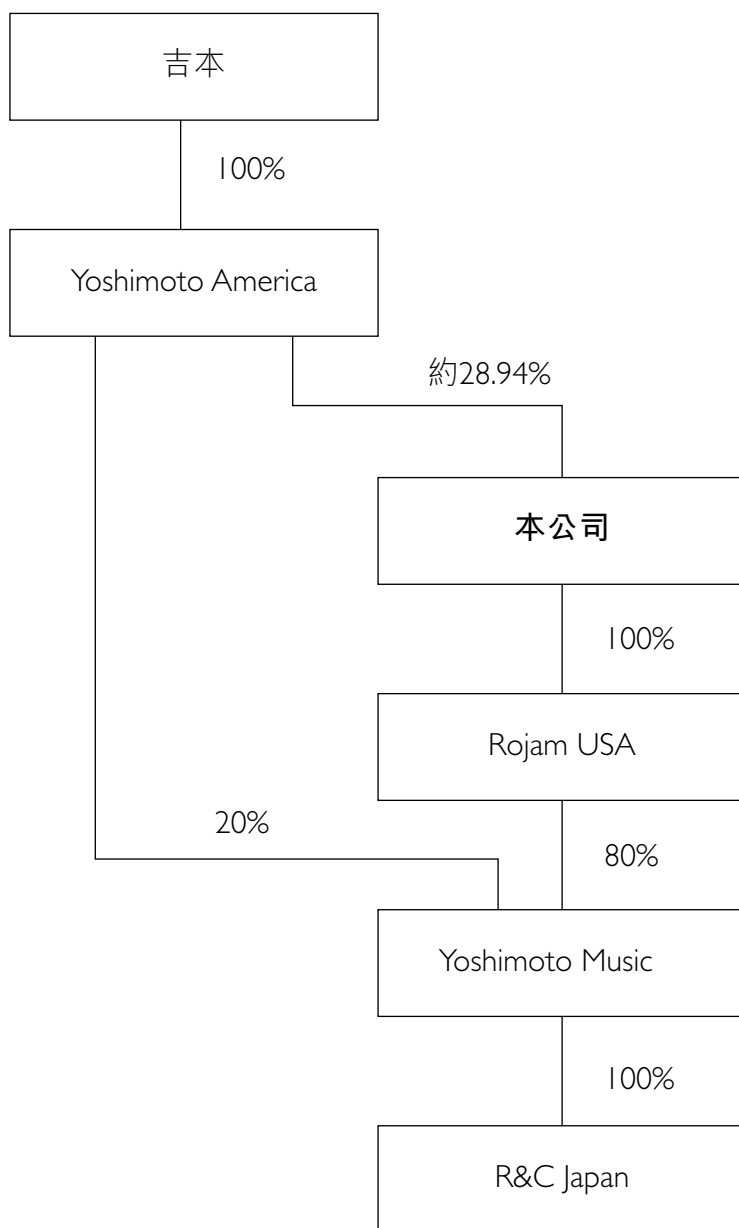 吉本
100%
Yoshimoto America
約28.94%
本公司
100%
Rojam USA
20%
80%
Yoshimoto Music
100%
R&C Japan